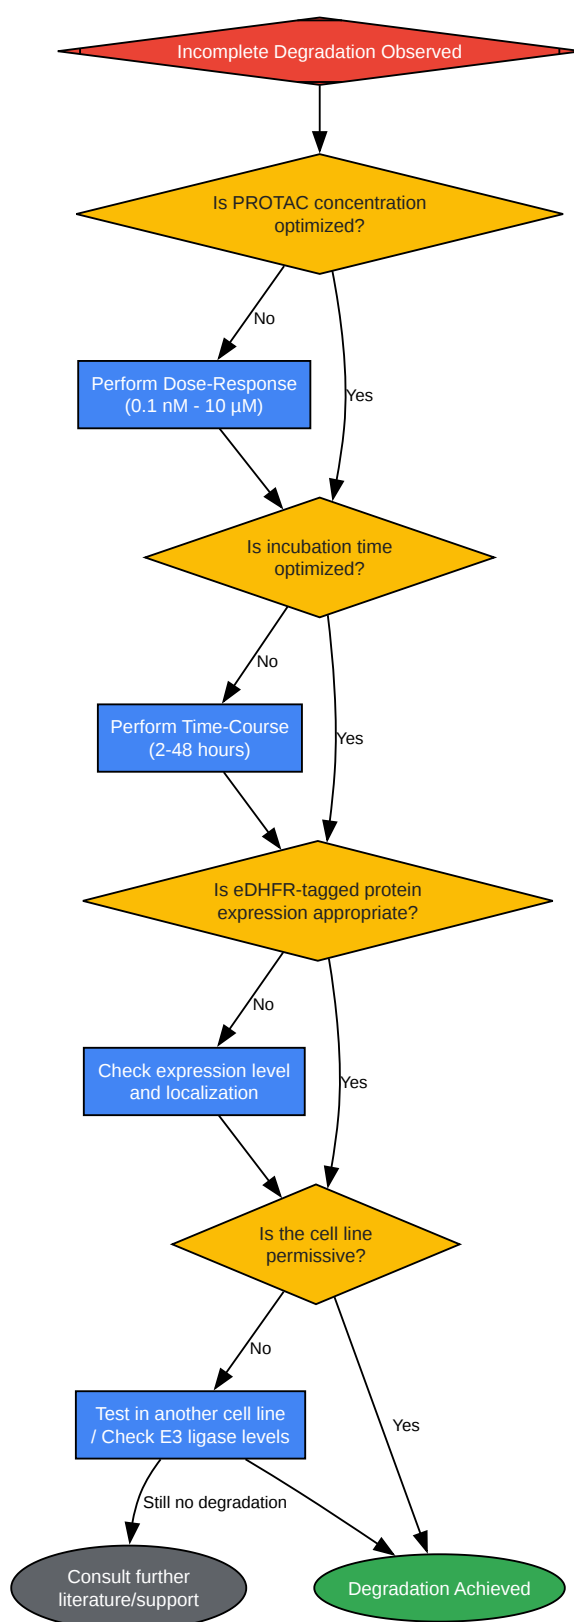 Incomplete Degradation Observed
Is PROTAC concentration
optimized?
No
Yes
Perform Dose-Response
(0.1 nM - 10 µM)
Is incubation time
optimized?
No
Yes
Perform Time-Course
(2-48 hours)
Is eDHFR-tagged protein
expression appropriate?
No
Yes
Check expression level
and localization
Is the cell line
permissive?
No
Yes
Test in another cell line
/ Check E3 ligase levels
Still no degradation
Consult further
literature/support
Degradation Achieved